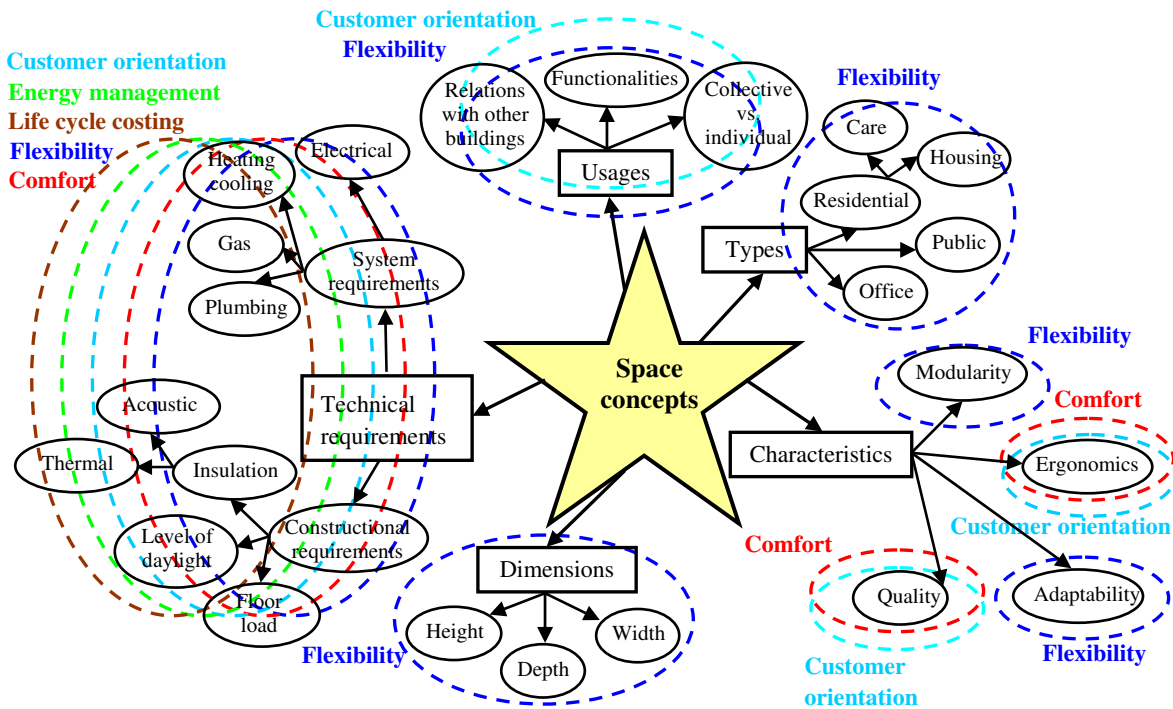 Customer orientation
Energy management
Life cycle costing
Flexibility
Comfort
Customer orientation
Flexibility
Relations
with other
buildings
Functionalities
Collective
vs.
individual
Usages
Flexibility
Care
Housing
Residential
Types
Public
Office
Heating
cooling
Electrical
Gas
System
requirements
Plumbing
Technical
requirements
Acoustic
Thermal
Insulation
Level of
daylight
Constructional
requirements
Floor
load
Space
concepts
Flexibility
Modularity
Characteristics
Comfort
Ergonomics
Customer orientation
Comfort
Quality
Customer
orientation
Adaptability
Flexibility
Dimensions
Height
Width
Depth
Flexibility